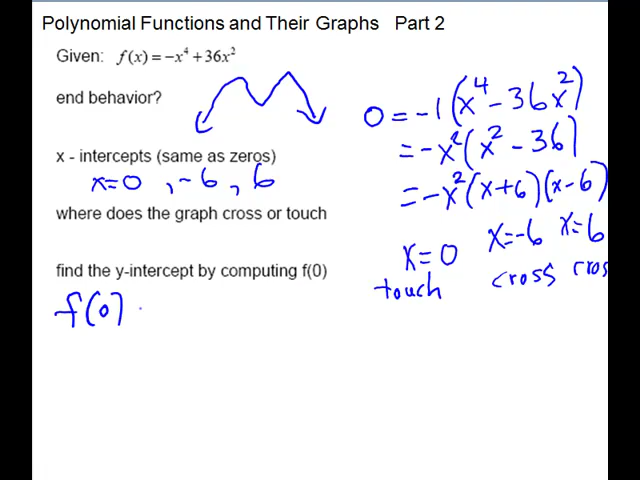 Polynomial Functions and Their Graphs Part 2
Given: f(x) = -x⁴ + 36x²
end behavior?
0 = -1(x⁴ - 36x²)
= -x²(x² - 36)
= -x²(x+6)(x-6)
x=0 x=-6 x=6
touch cross cros
x - intercepts (same as zeros)
x=0 , -6 , 6
where does the graph cross or touch
find the y-intercept by computing f(0)
f(0)